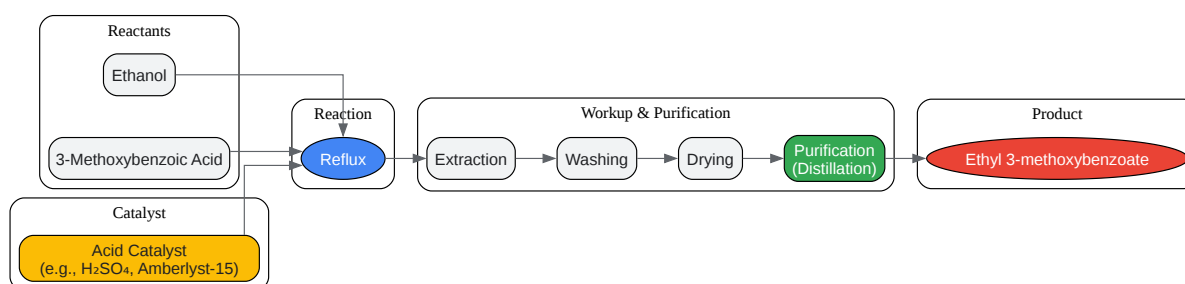 Reactants
Ethanol
3-Methoxybenzoic Acid
Catalyst
Acid Catalyst
(e.g., H₂SO₄, Amberlyst-15)
Reaction
Reflux
Workup & Purification
Extraction
Washing
Drying
Purification
(Distillation)
Product
Ethyl 3-methoxybenzoate